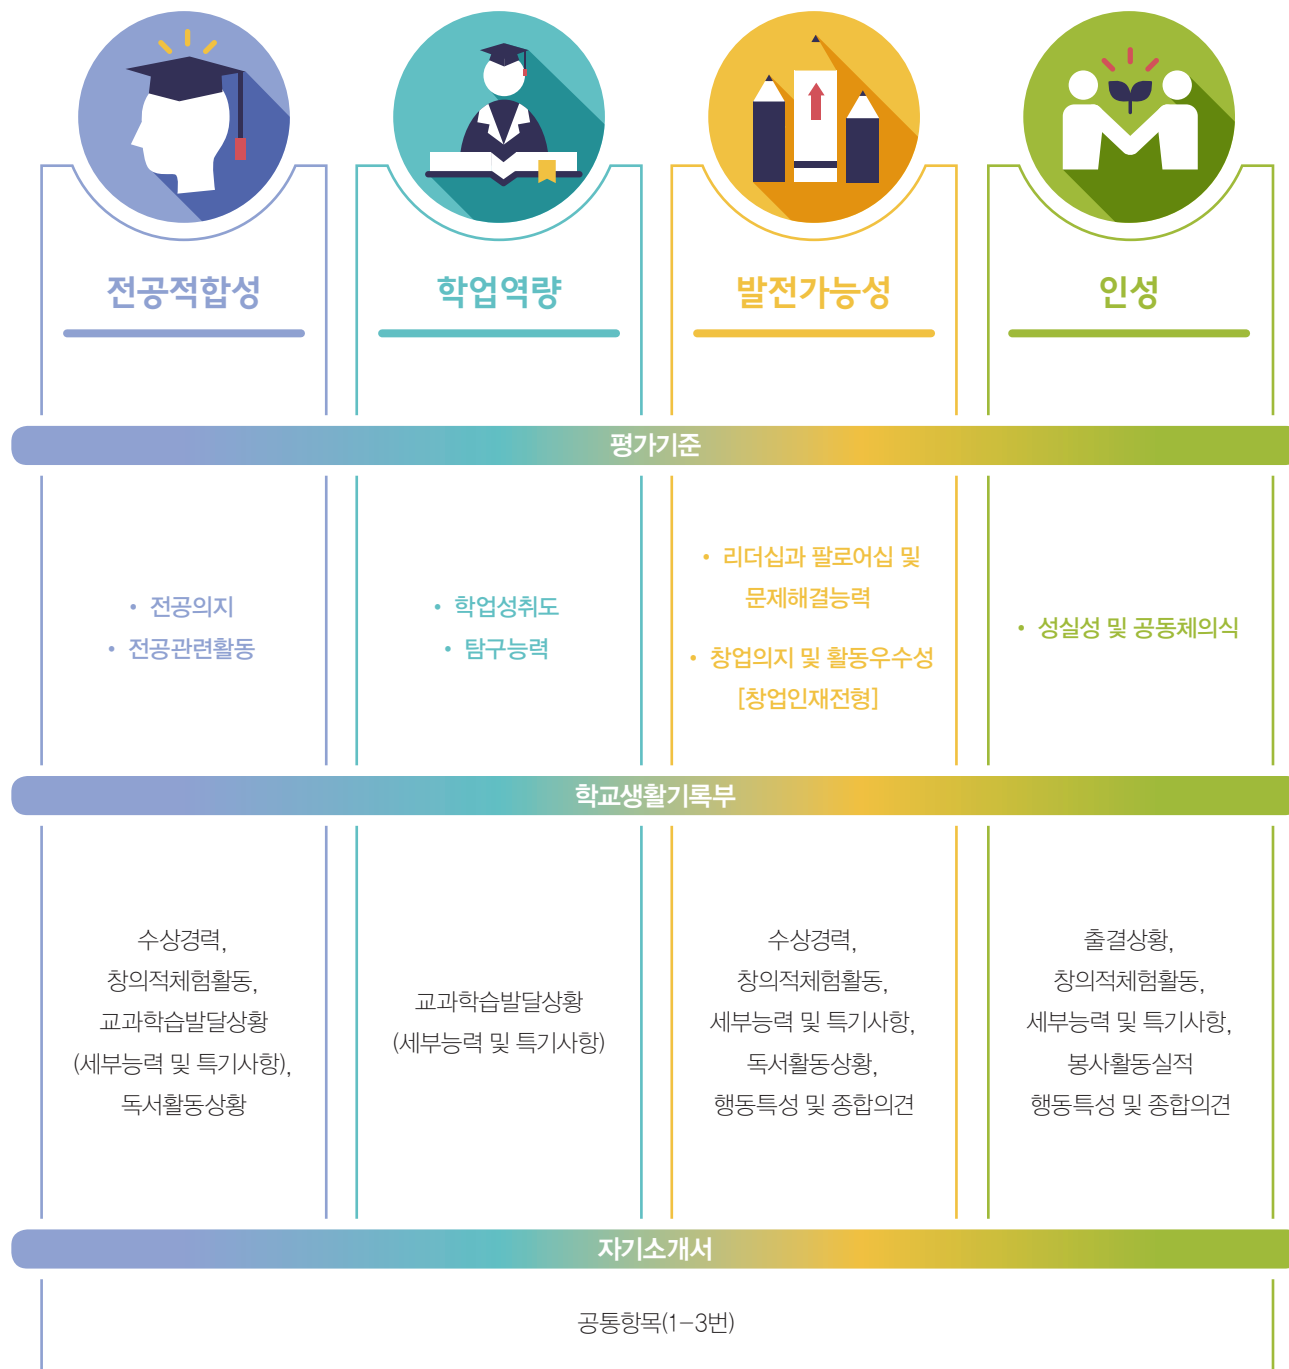 전공적합성
학업역량
발전가능성
인성
평가기준
• 전공의지
• 전공관련활동
• 학업성취도
• 탐구능력
• 리더십과 팔로어십 및
문제해결능력
• 창업의지 및 활동우수성
[창업인재전형]
• 성실성 및 공동체의식
학교생활기록부
수상경력,
창의적체험활동,
교과학습발달상황
(세부능력 및 특기사항),
독서활동상황
교과학습발달상황
(세부능력 및 특기사항)
수상경력,
창의적체험활동,
세부능력 및 특기사항,
독서활동상황,
행동특성 및 종합의견
출결상황,
창의적체험활동,
세부능력 및 특기사항,
봉사활동실적
행동특성 및 종합의견
자기소개서
공통항목(1-3번)